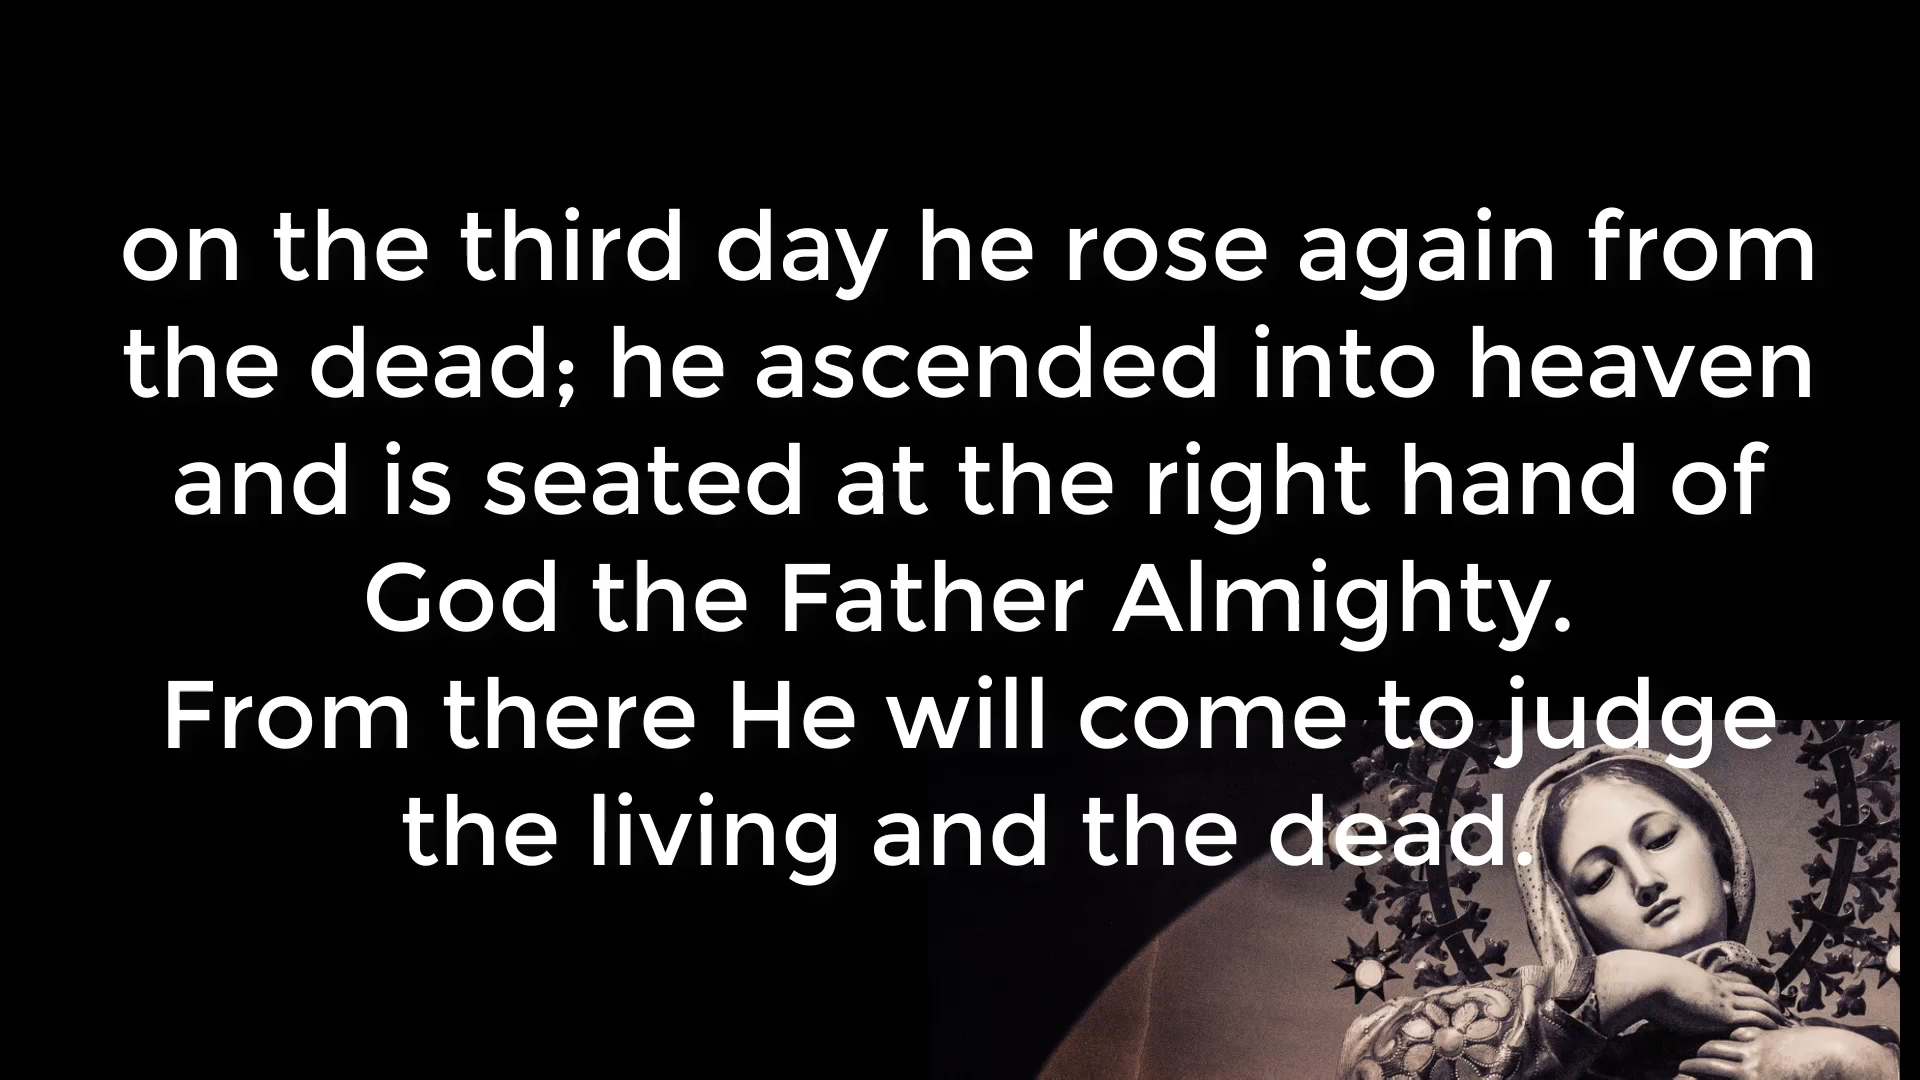 on the third day he rose again from
the dead; he ascended into heaven
and is seated at the right hand of
God the Father Almighty.
From there He will come to judge
the living and the dead.